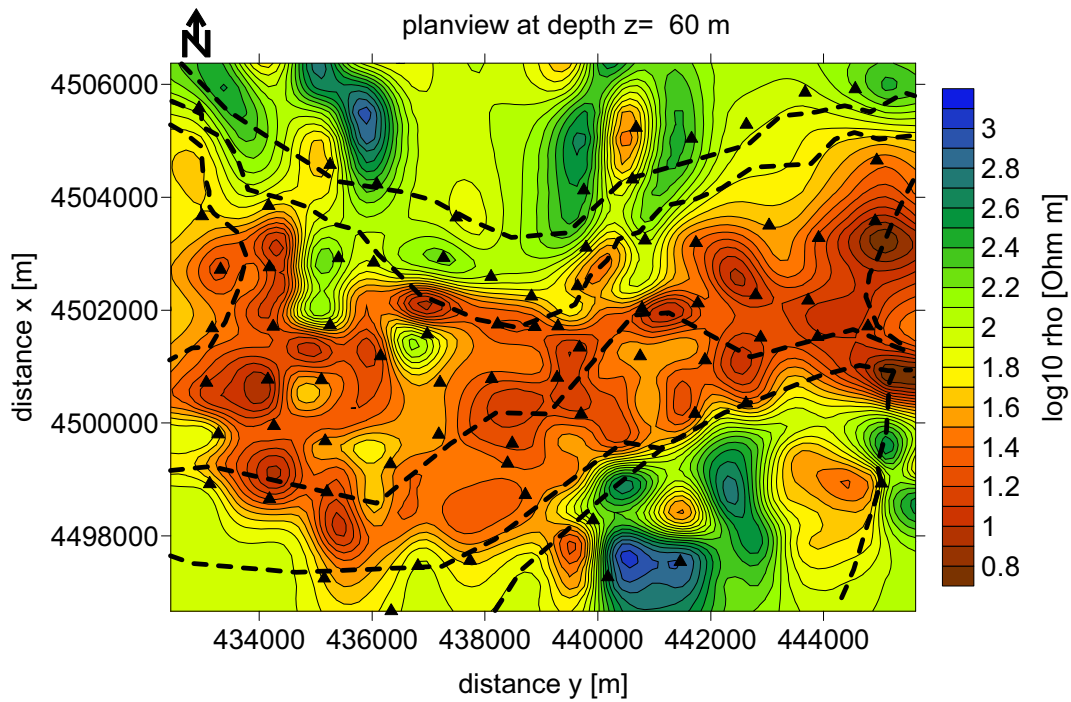 N
planview at depth z=  60 m
4506000
4504000
4502000
4500000
4498000
distance x [m]
434000 436000 438000 440000 442000 444000
distance y [m]
3
2.8
2.6
2.4
2.2
2
1.8
1.6
1.4
1.2
1
0.8
log10 rho [Ohm m]